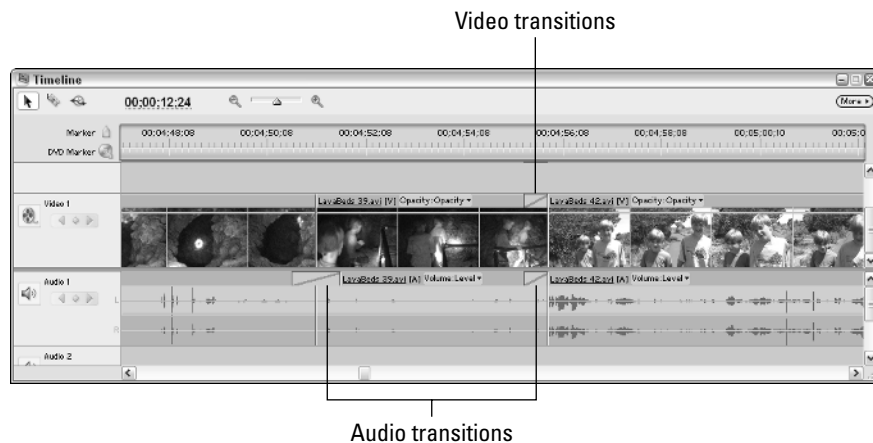 Video transitions
Timeline
00;00;12;24
More
Marker
00;04;48;08 00;04;50;08 00;04;52;08 00;04;54;08 00;04;56;08 00;04;58;08 00;05;00;10 00;05;0
DVD Marker
Video 1
LavaBeds 39.avi [V] Opacity:Opacity
LavaBeds 42.avi [V] Opacity:Opacity
Audio 1
LavaBeds 39.avi [A] Volume:Level
LavaBeds 42.avi [A] Volume:Level
L
R
Audio 2
Audio transitions